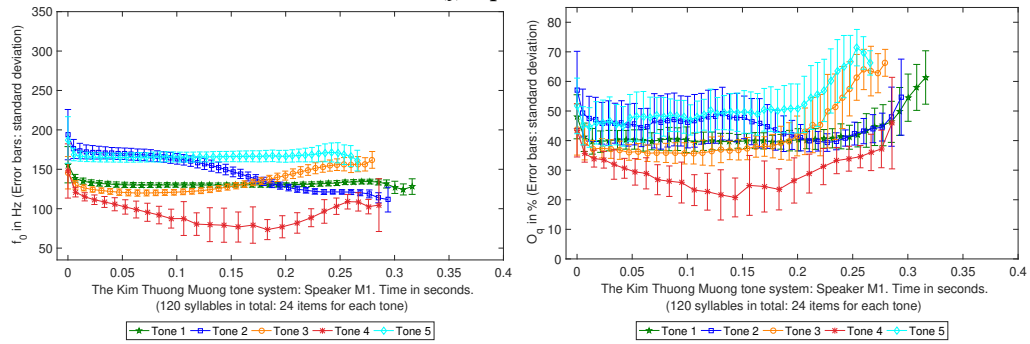 350
300
250
200
150
100
50
f₀ in Hz (Error bars: standard deviation)
0 0.05 0.1 0.15 0.2 0.25 0.3 0.35 0.4
The Kim Thuong Muong tone system: Speaker M1. Time in seconds.
(120 syllables in total: 24 items for each tone)
Tone 1 Tone 2 Tone 3 Tone 4 Tone 5
80
70
60
50
40
30
20
10
0
O_q in % (Error bars: standard deviation)
0 0.05 0.1 0.15 0.2 0.25 0.3 0.35 0.4
The Kim Thuong Muong tone system: Speaker M1. Time in seconds.
(120 syllables in total: 24 items for each tone)
Tone 1 Tone 2 Tone 3 Tone 4 Tone 5